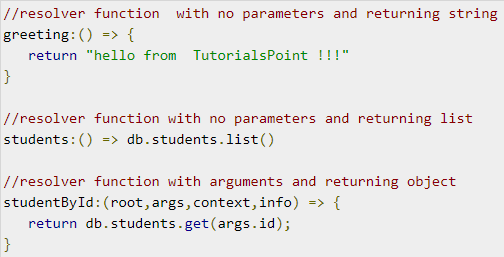 //resolver function  with no parameters and returning string
greeting:() => {
   return "hello from  TutorialsPoint !!!"
}

//resolver function with no parameters and returning list
students:() => db.students.list()

//resolver function with arguments and returning object
studentById:(root,args,context,info) => {
   return db.students.get(args.id);
}